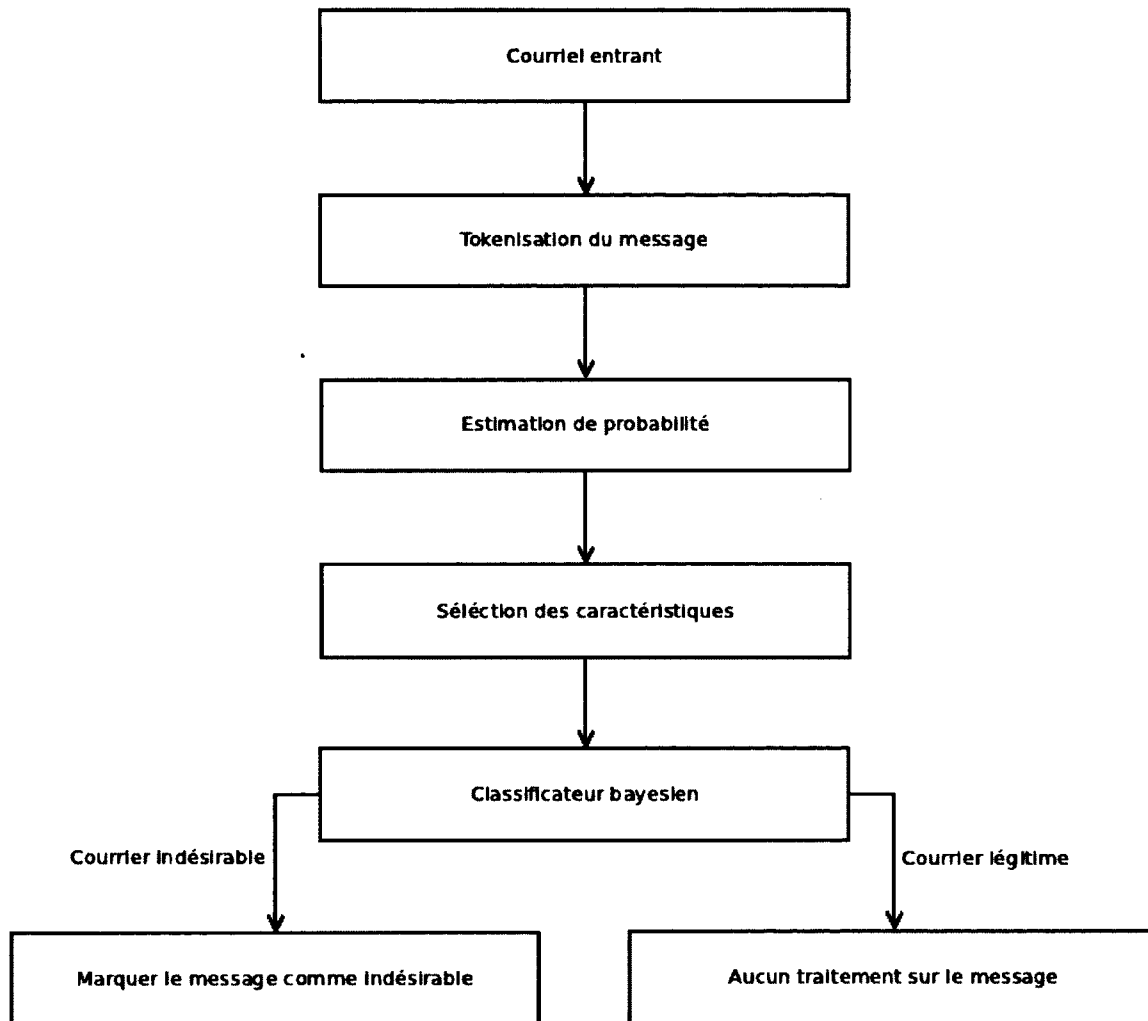 Courriel entrant
Tokenisation du message
Estimation de probabilité
Séléction des caractéristiques
Classificateur bayesien
Courrier indésirable
Courrier légitime
Marquer le message comme indésirable
Aucun traitement sur le message